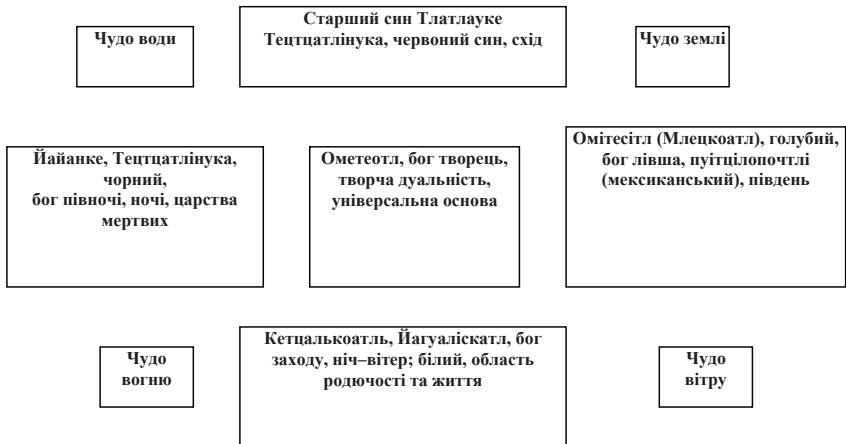 Старший син Тлатлауке
Тецтцатлінука, червоний син, схід
Чудо води
Чудо землі
Йайанке, Тецтцатлінука,
чорний,
бог півночі, ночі, царства
мертвих
Ометеотл, бог творець,
творча дуальність,
універсальна основа
Омітесітл (Млецкоатл), голубий,
бог лівша, пуітцілопочтлі
(мексиканський), південь
Кетцалькоатль, Йагуаліскатл, бог
заходу, ніч–вітер; білий, область
родючості та життя
Чудо
вогню
Чудо
вітру